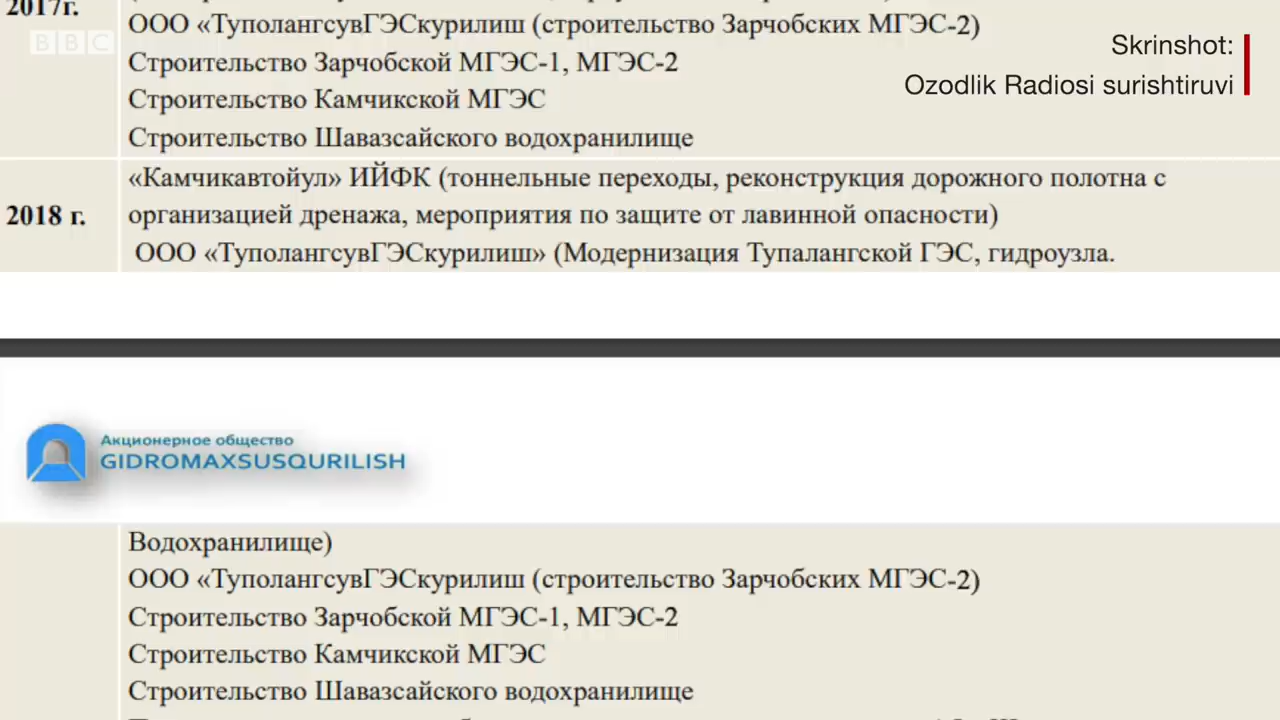 2017г.
ООО «ТуполангсувГЭСкурилиш (строительство Зарчобских МГЭС-2)
BBC
Skrinshot:
Строительство Зарчобской МГЭС-1, МГЭС-2
Ozodlik Radiosi surishtiruvi
Строительство Камчикской МГЭС
Строительство Шавазсайского водохранилище
«Камчикавтойул» ИЙФК (тоннельные переходы, реконструкция дорожного полотна с
2018 г.
организацией дренажа, мероприятия по защите от лавинной опасности)
ООО «ТуполангсувГЭСкурилиш» (Модернизация Тупалангской ГЭС, гидроузла.
Акционерное общество
GIDROMAXSUSQURILISH
Водохранилище)
ООО «ТуполангсувГЭСкурилиш (строительство Зарчобских МГЭС-2)
Строительство Зарчобской МГЭС-1, МГЭС-2
Строительство Камчикской МГЭС
Строительство Шавазсайского водохранилище